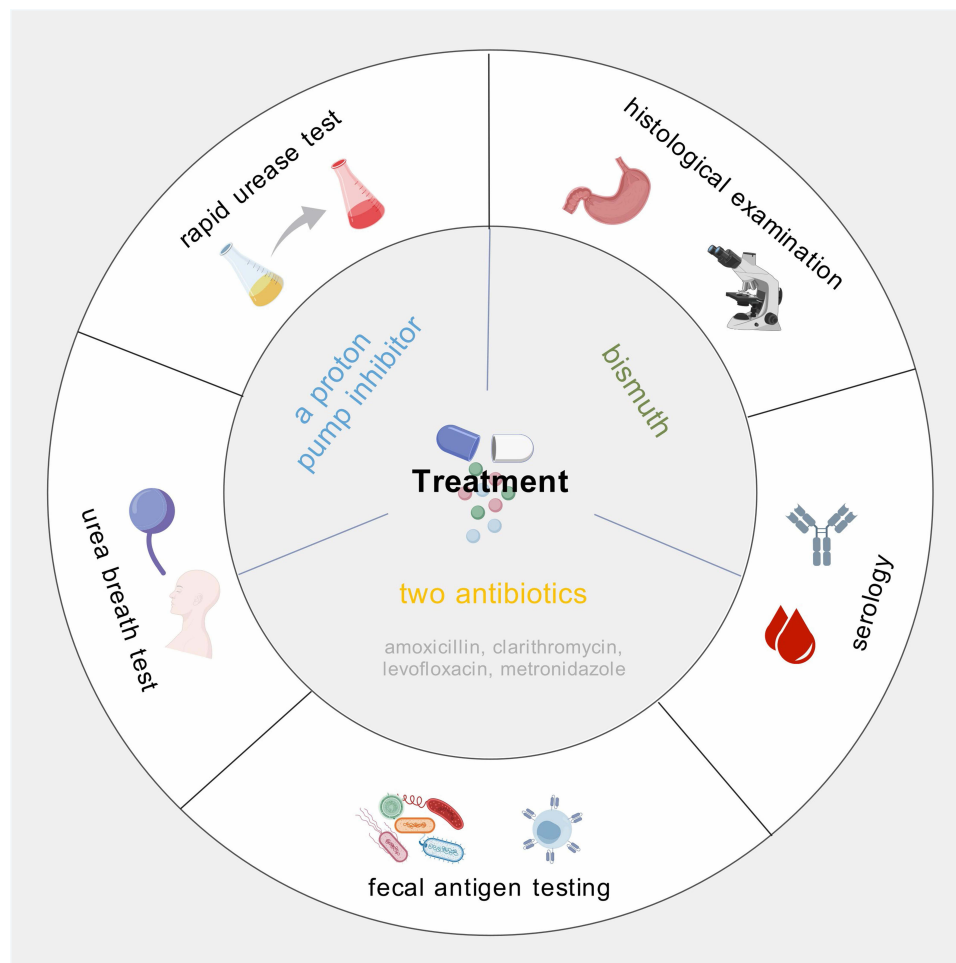 rapid urease test
histological examination
a proton
pump inhibitor
bismuth
Treatment
urea breath test
serology
two antibiotics
amoxicillin, clarithromycin,
levofloxacin, metronidazole
fecal antigen testing